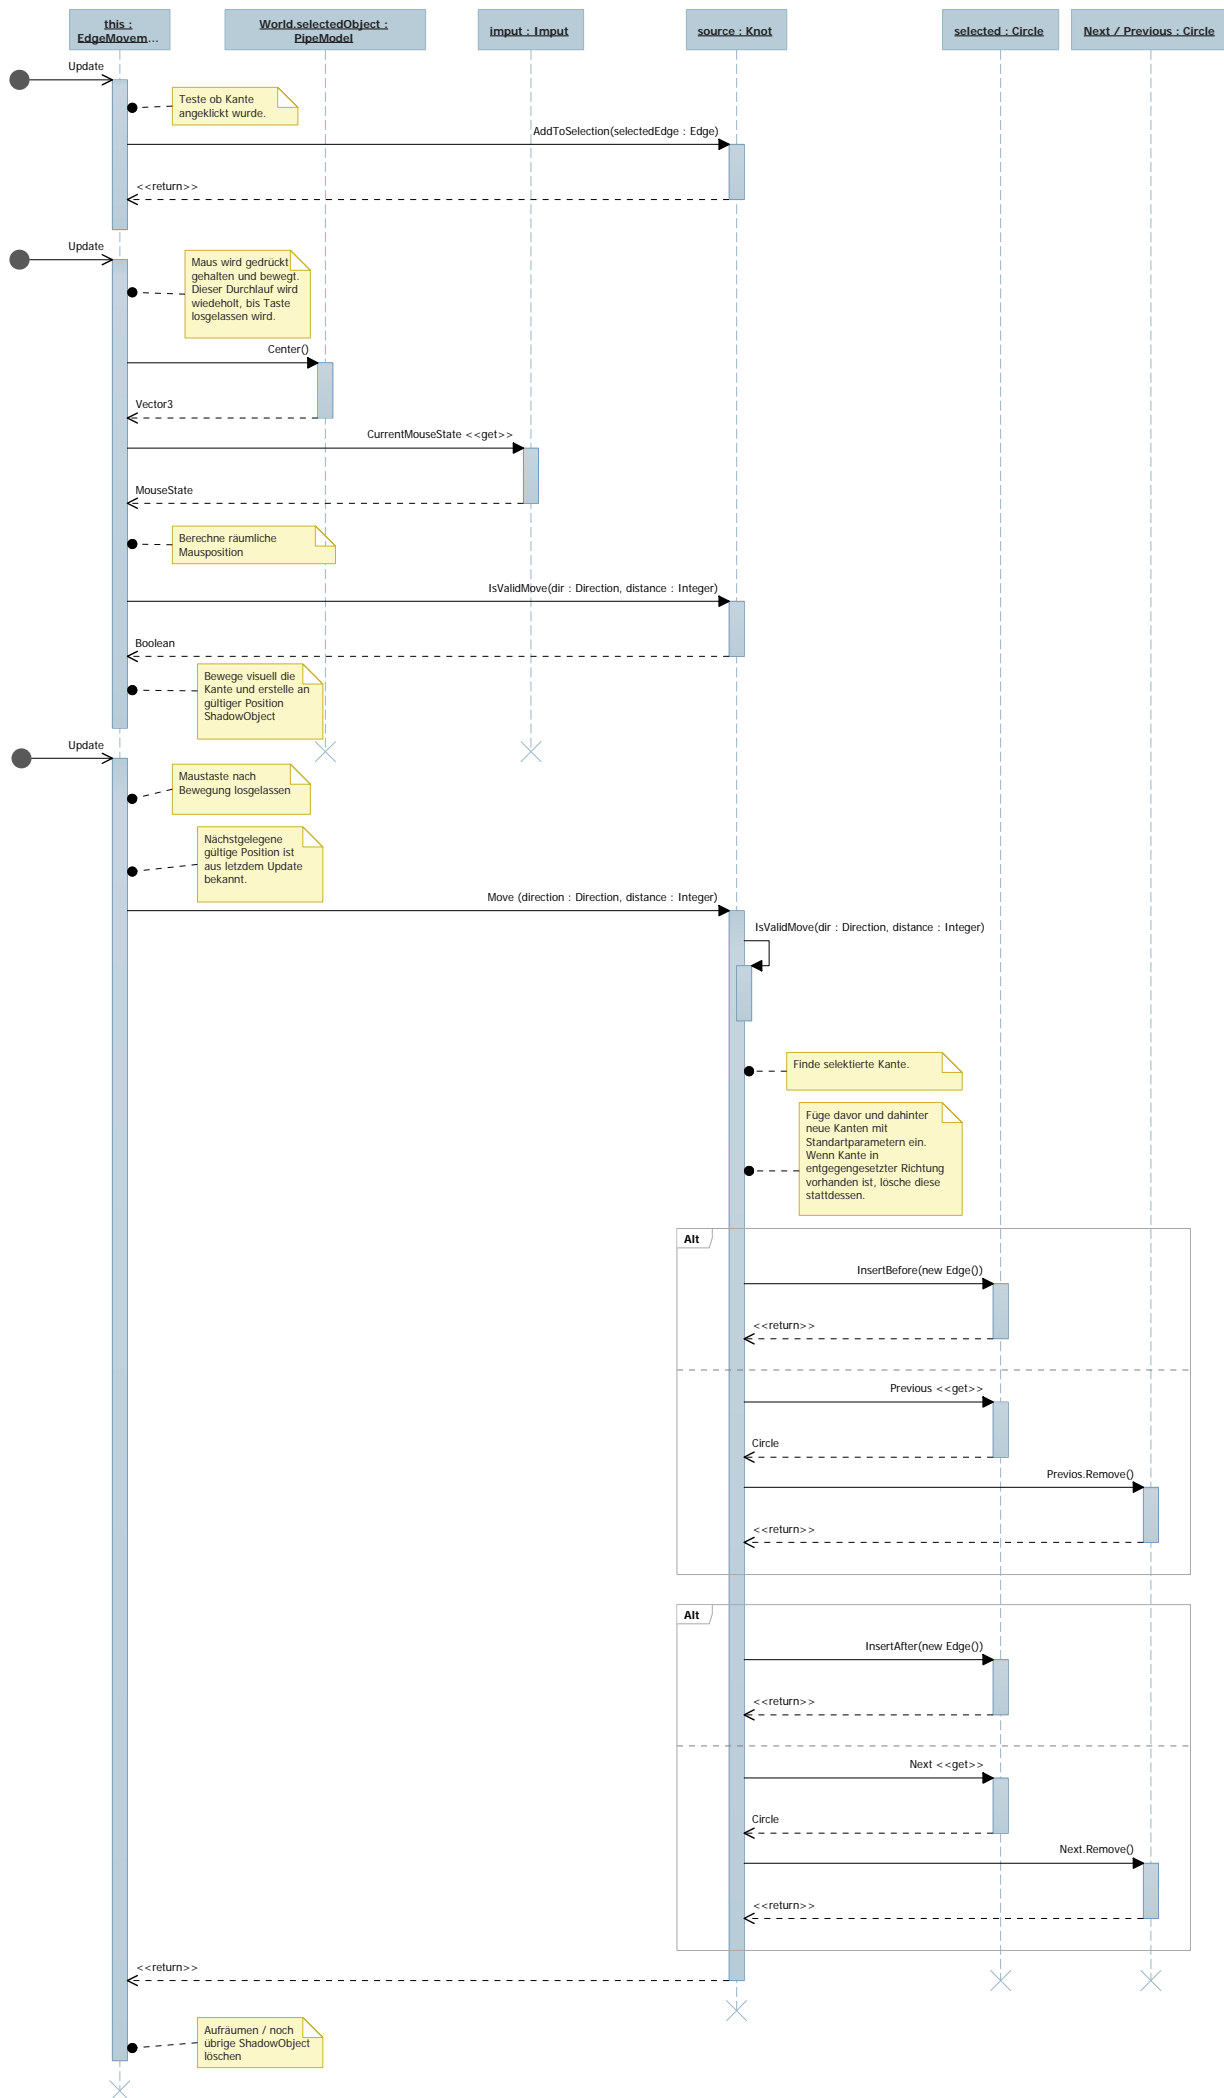 this :
EdgeMovem...
World.selectedObject :
PipeModel
imput : Imput
source : Knot
selected : Circle
Next / Previous : Circle
Update
Teste ob Kante
angeklickt wurde.
AddToSelection(selectedEdge : Edge)
<<return>>
Update
Maus wird gedrückt
gehalten und bewegt.
Dieser Durchlauf wird
wiedeholt, bis Taste
losgelassen wird.
Center()
Vector3
CurrentMouseState <<get>>
MouseState
Berechne räumliche
Mausposition
IsValidMove(dir : Direction, distance : Integer)
Boolean
Bewege visuell die
Kante und erstelle an
gültiger Position
ShadowObject
Update
Maustaste nach
Bewegung losgelassen
Nächstgelegene
gültige Position ist
aus letzdem Update
bekannt.
Move (direction : Direction, distance : Integer)
IsValidMove(dir : Direction, distance : Integer)
Finde selektierte Kante.
Füge davor und dahinter
neue Kanten mit
Standartparametern ein.
Wenn Kante in
entgegengesetzter Richtung
vorhanden ist, lösche diese
stattdessen.
Alt
InsertBefore(new Edge())
<<return>>
Previous <<get>>
Circle
Previos.Remove()
<<return>>
Alt
InsertAfter(new Edge())
<<return>>
Next <<get>>
Circle
Next.Remove()
<<return>>
<<return>>
Aufräumen / noch
übrige ShadowObject
löschen